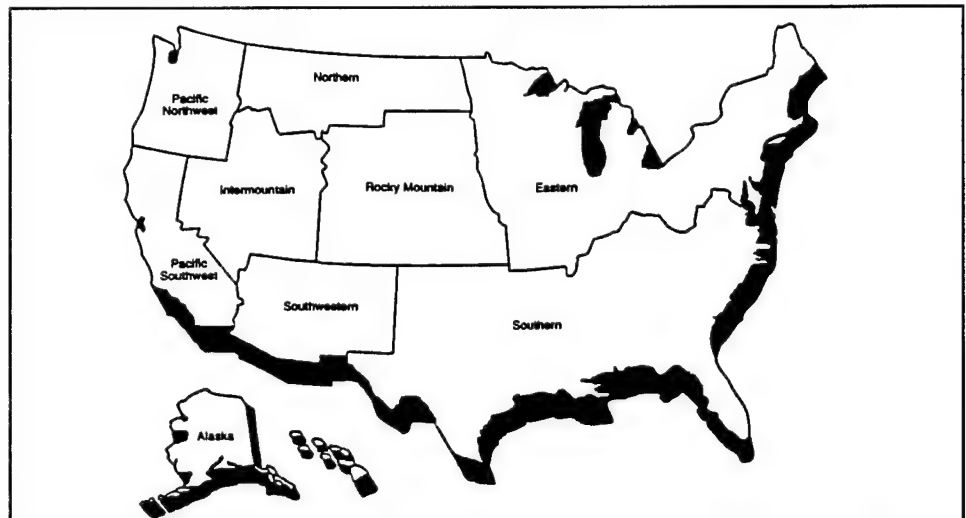 Northern
Pacific
Northwest
Intermountain
Rocky Mountain
Eastern
Pacific
Southwest
Southwestern
Southern
Alaska